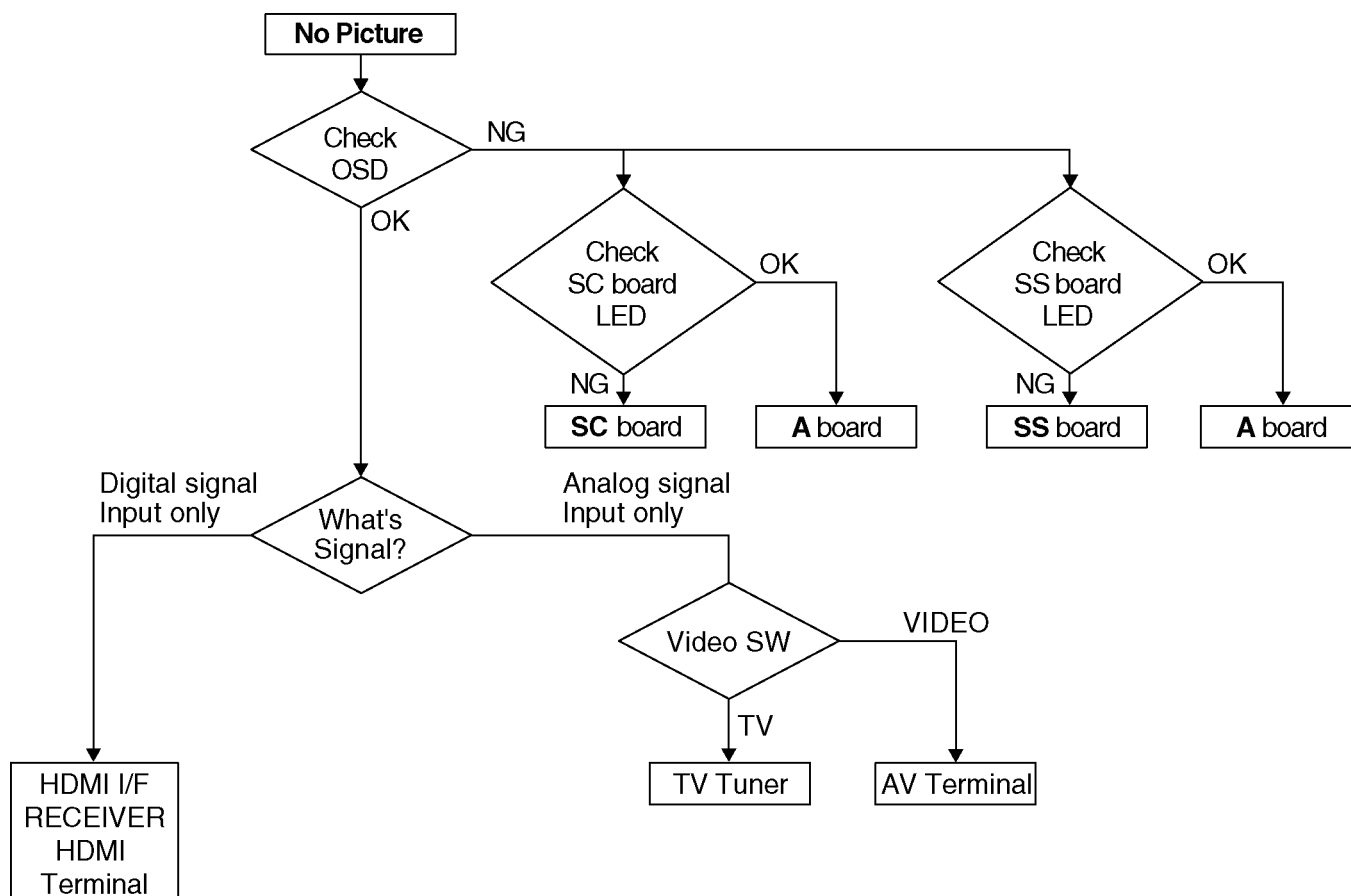 No Picture
Check
OSD
NG
OK
Check
SC board
LED
OK
NG
SC board
A board
Check
SS board
LED
OK
NG
SS board
A board
Digital signal
Input only
What's
Signal?
Analog signal
Input only
Video SW
VIDEO
TV
TV Tuner
AV Terminal
HDMI I/F
RECEIVER
HDMI
Terminal